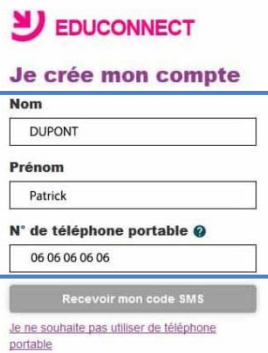 EDUCONNECT
Je crée mon compte
Nom
DUPONT
Prénom
Patrick
N° de téléphone portable ?
06 06 06 06 06
Recevoir mon code SMS
Je ne souhaite pas utiliser de téléphone
portable